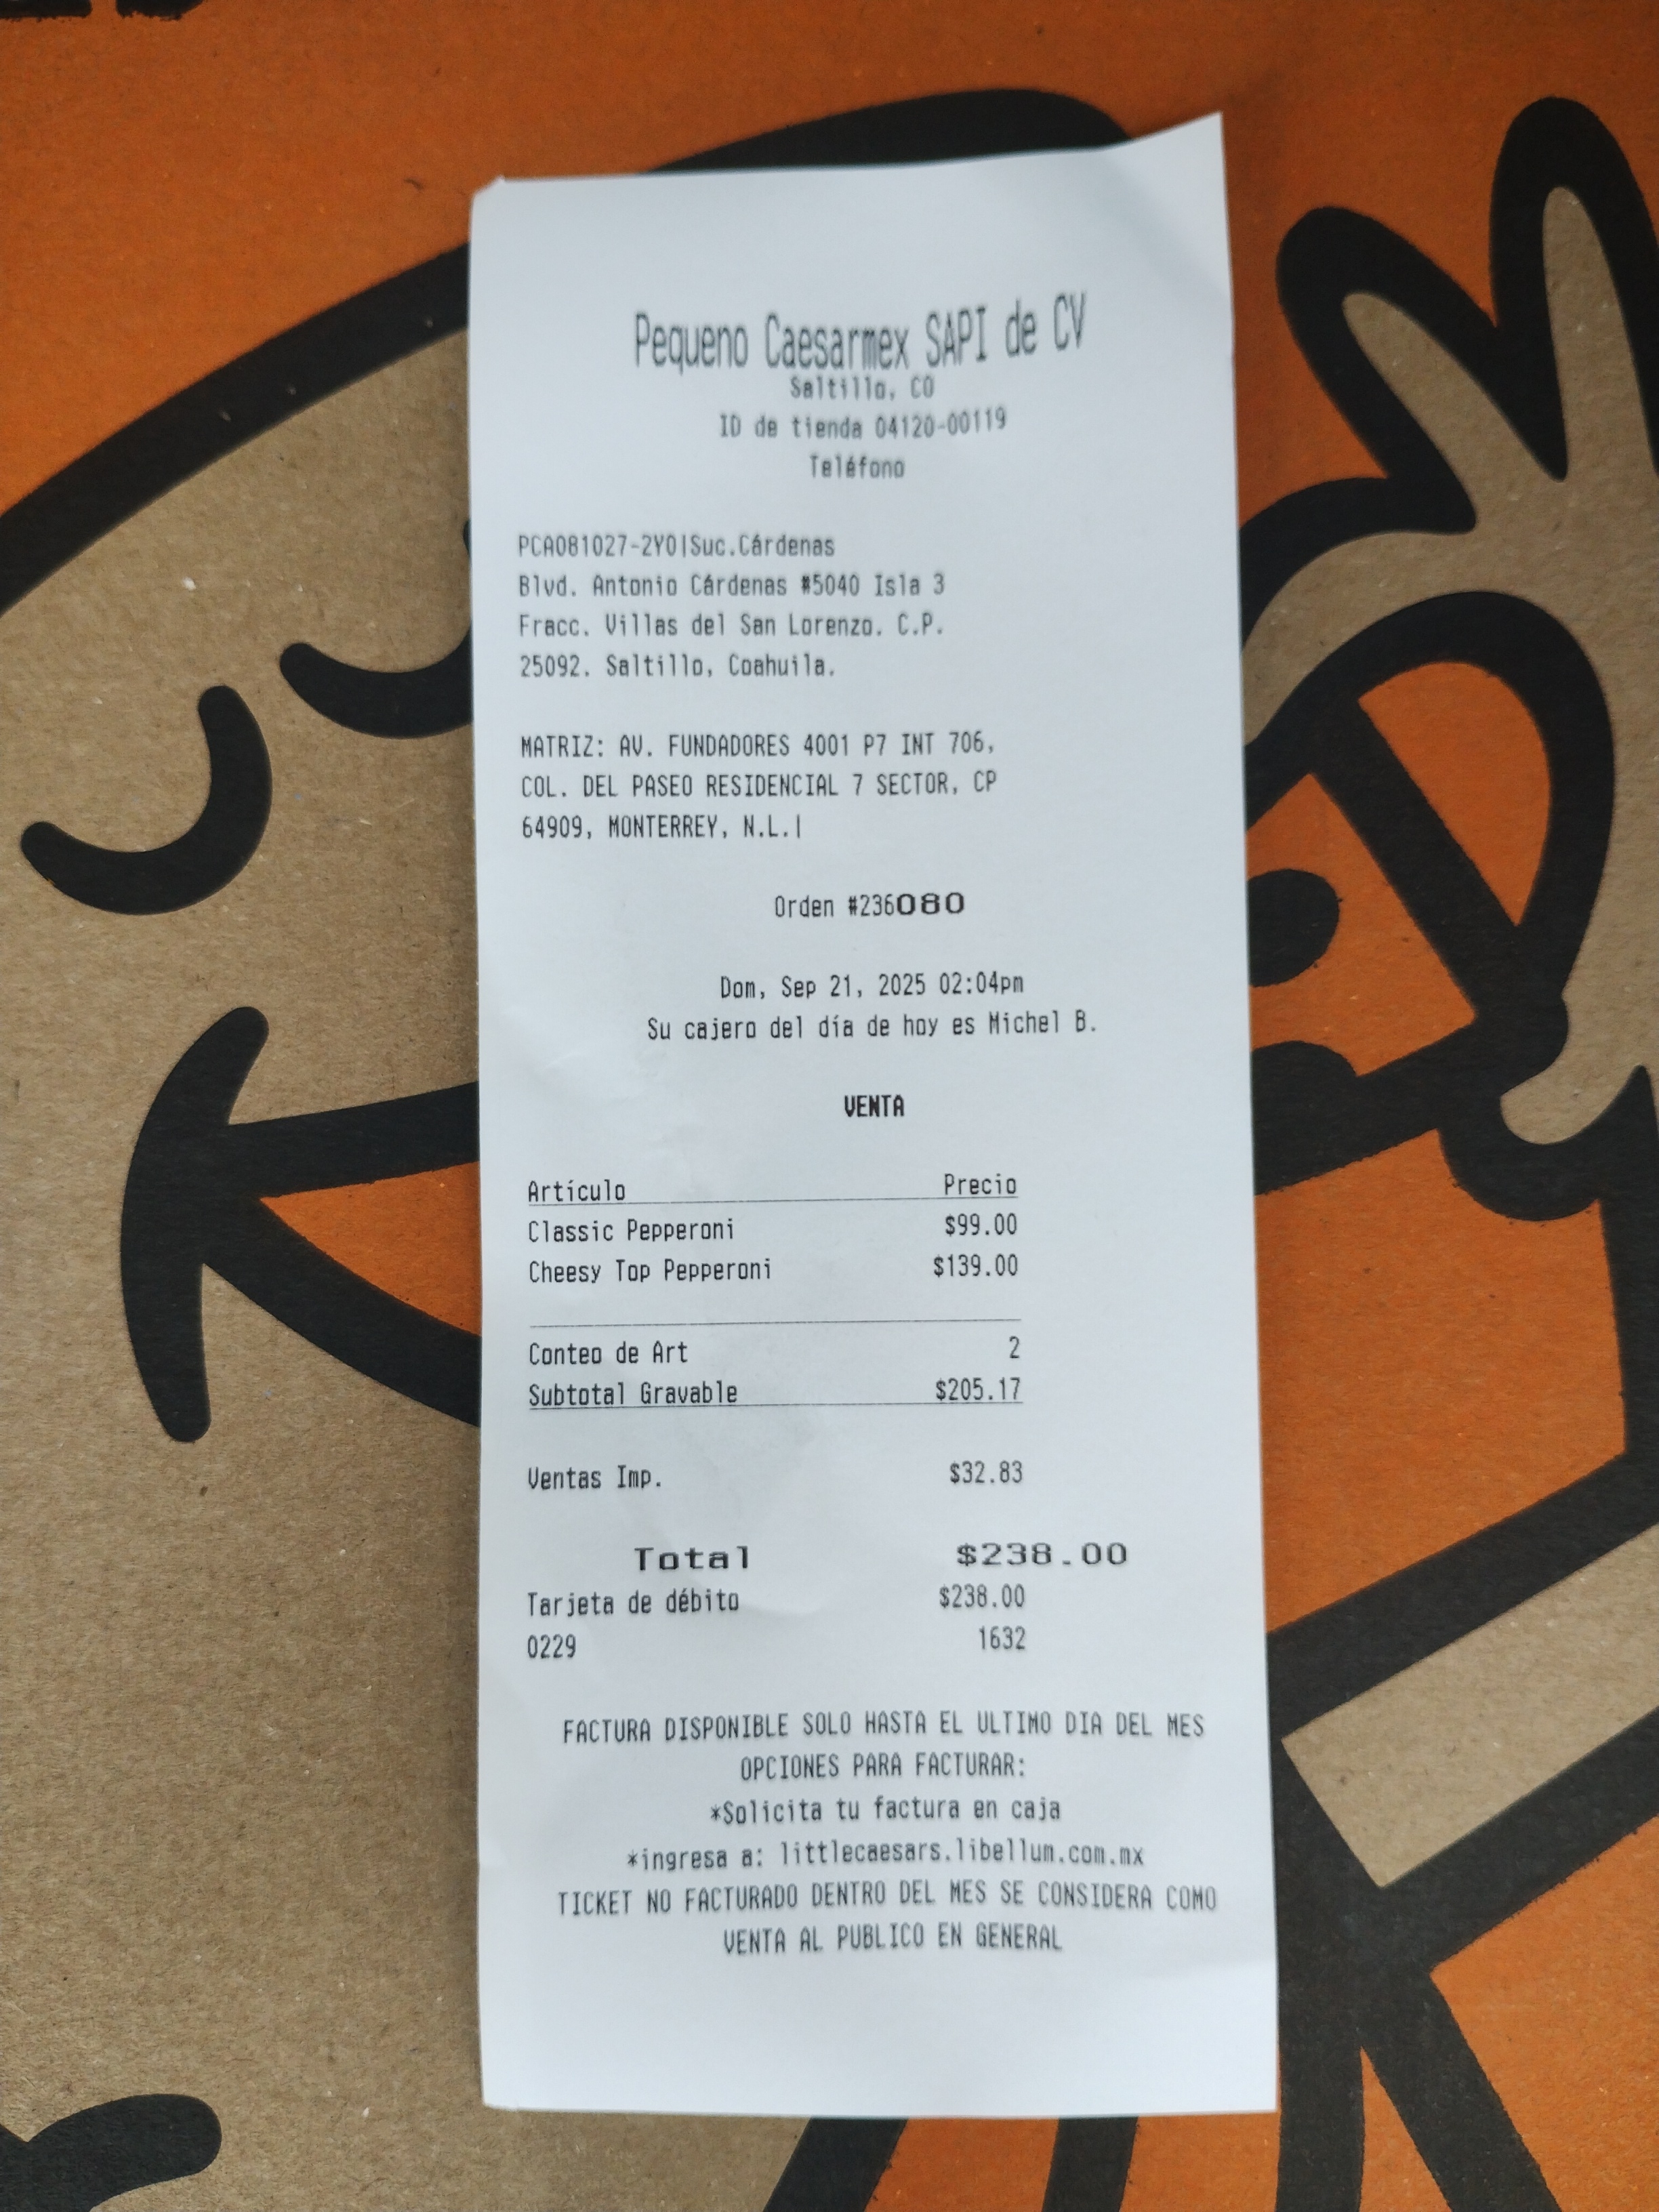 Pequeno Caesarmex SAPI de CV
Saltillo, CO
ID de tienda 04120-00119
Teléfono
PCA081027-2Y0|Suc.Cárdenas
Blvd. Antonio Cárdenas #5040 Isla 3
Fracc. Villas del San Lorenzo. C.P.
25092. Saltillo, Coahuila.
MATRIZ: AV. FUNDADORES 4001 P7 INT 706,
COL. DEL PASEO RESIDENCIAL 7 SECTOR, CP
64909, MONTERREY, N.L.|
Orden #236080
Dom, Sep 21, 2025 02:04pm
Su cajero del día de hoy es Michel B.
VENTA
Artículo Precio
Classic Pepperoni $99.00
Cheesy Top Pepperoni $139.00
Conteo de Art 2
Subtotal Gravable $205.17
Ventas Imp. $32.83
Total $238.00
Tarjeta de débito $238.00
0229 1632
FACTURA DISPONIBLE SOLO HASTA EL ULTIMO DIA DEL MES
OPCIONES PARA FACTURAR:
*Solicita tu factura en caja
*ingresa a: littlecaesars.libellum.com.mx
TICKET NO FACTURADO DENTRO DEL MES SE CONSIDERA COMO
VENTA AL PUBLICO EN GENERAL